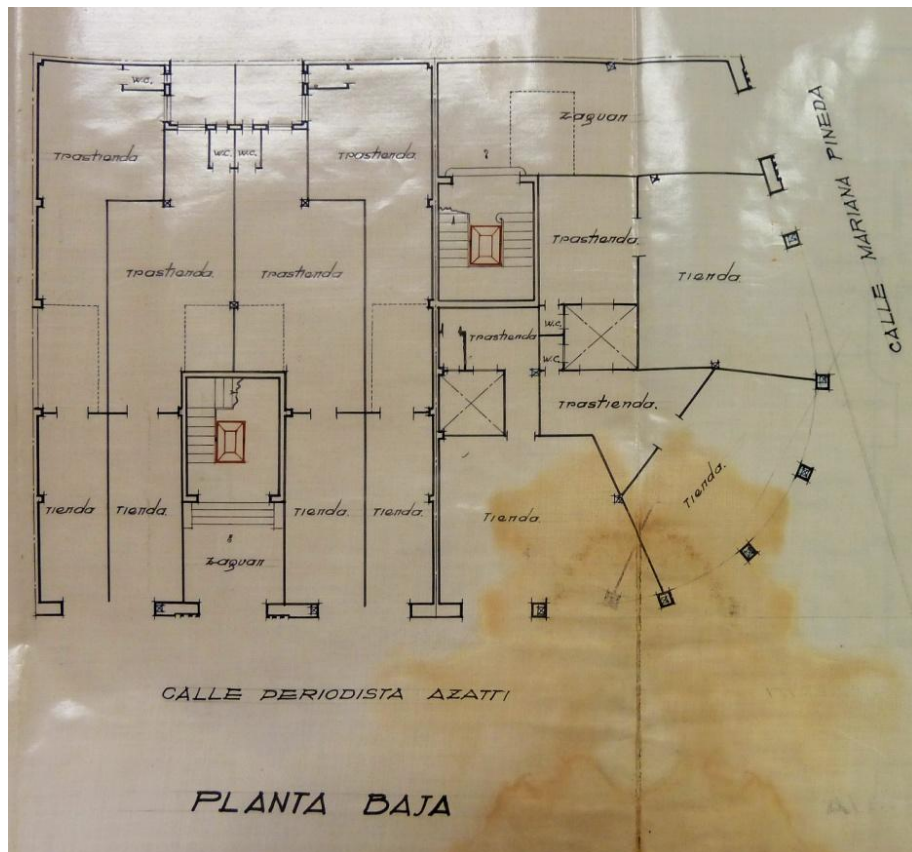 W.C.
Zaguan
Trastienda
Trastienda.
W.C. W.C.
Trastienda.
Tienda.
Trastienda.
Trastienda.
CALLE MARIANA PINEDA
Trastienda
W.C.
W.C.
Trastienda.
Tienda.
Tienda
Tienda.
Tienda.
Tienda.
Tienda.
Zaguan
CALLE PERIODISTA AZATTI
PLANTA BAJA